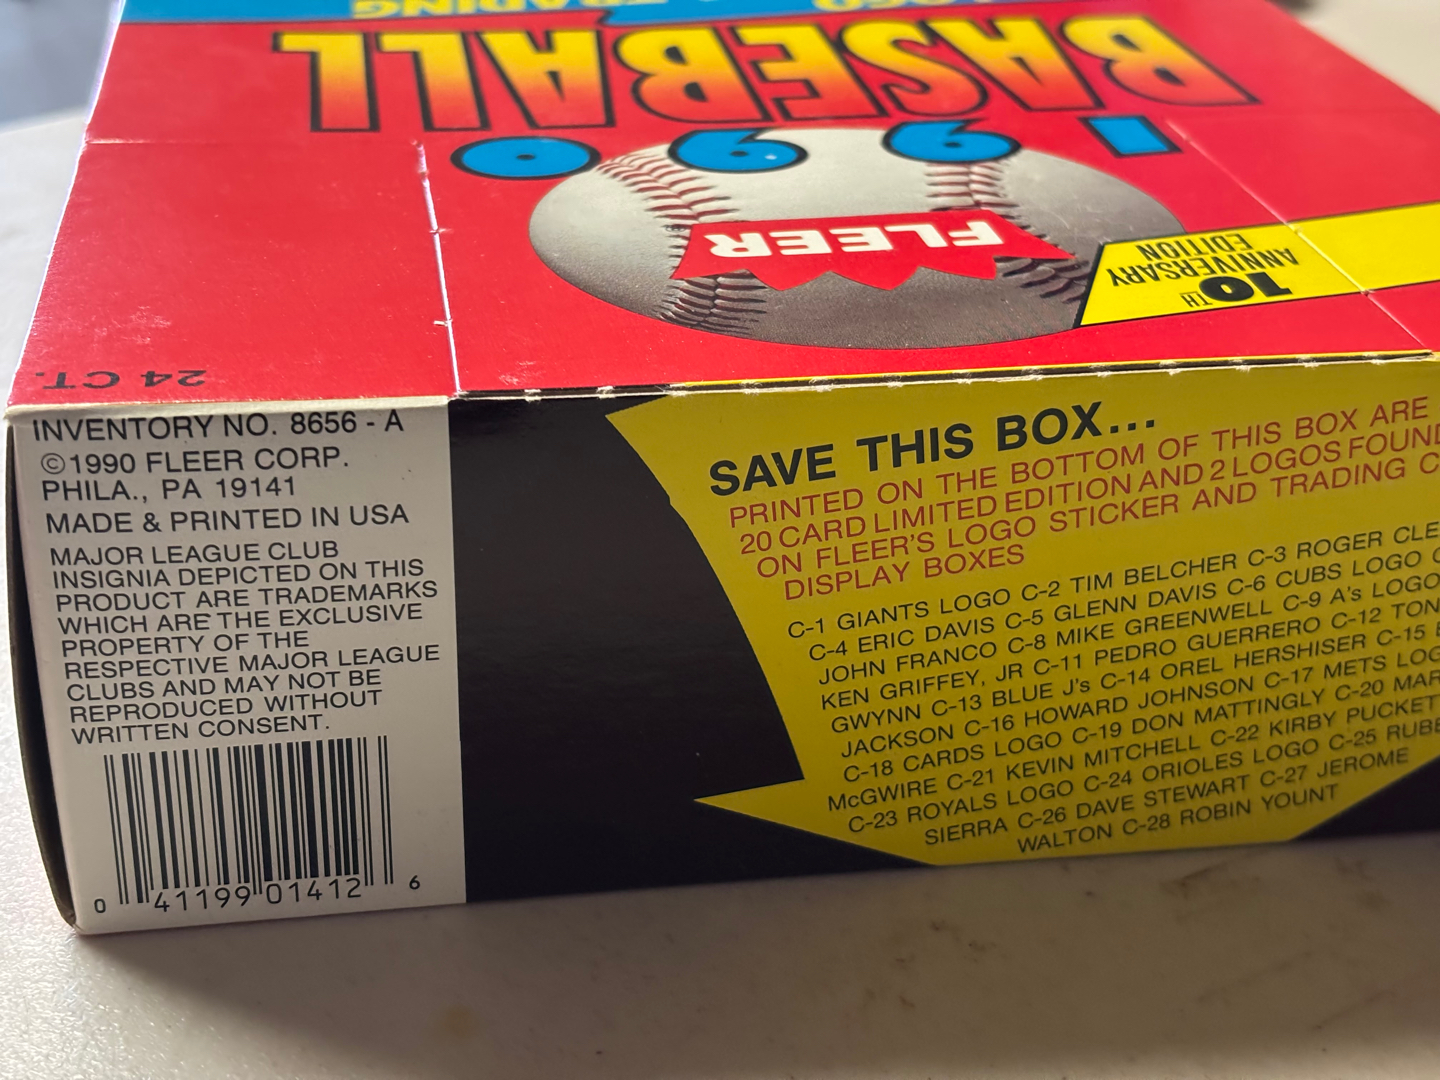 LOGO TRADING
BASEBALL
1990
FLEER
10TH
ANNIVERSARY
EDITION
24 CT.
INVENTORY NO. 8656 - A
©1990 FLEER CORP.
PHILA., PA 19141
MADE & PRINTED IN USA
MAJOR LEAGUE CLUB
INSIGNIA DEPICTED ON THIS
PRODUCT ARE TRADEMARKS
WHICH ARE THE EXCLUSIVE
PROPERTY OF THE
RESPECTIVE MAJOR LEAGUE
CLUBS AND MAY NOT BE
REPRODUCED WITHOUT
WRITTEN CONSENT.
0 41199 01412 6
SAVE THIS BOX...
PRINTED ON THE BOTTOM OF THIS BOX ARE
20 CARD LIMITED EDITION AND 2 LOGOS FOUND
ON FLEER'S LOGO STICKER AND TRADING
DISPLAY BOXES
C-1 GIANTS LOGO C-2 TIM BELCHER C-3 ROGER
C-4 ERIC DAVIS C-5 GLENN DAVIS C-6 CUBS LOGO
JOHN FRANCO C-8 MIKE GREENWELL C-9 A's LOGO
KEN GRIFFEY, JR C-11 PEDRO GUERRERO C-12
GWYNN C-13 BLUE J's C-14 OREL HERSHISER C-15
JACKSON C-16 HOWARD JOHNSON C-17 METS
C-18 CARDS LOGO C-19 DON MATTINGLY C-20
McGWIRE C-21 KEVIN MITCHELL C-22 KIRBY PUCKETT
C-23 ROYALS LOGO C-24 ORIOLES LOGO C-25
SIERRA C-26 DAVE STEWART C-27 JEROME
WALTON C-28 ROBIN YOUNT